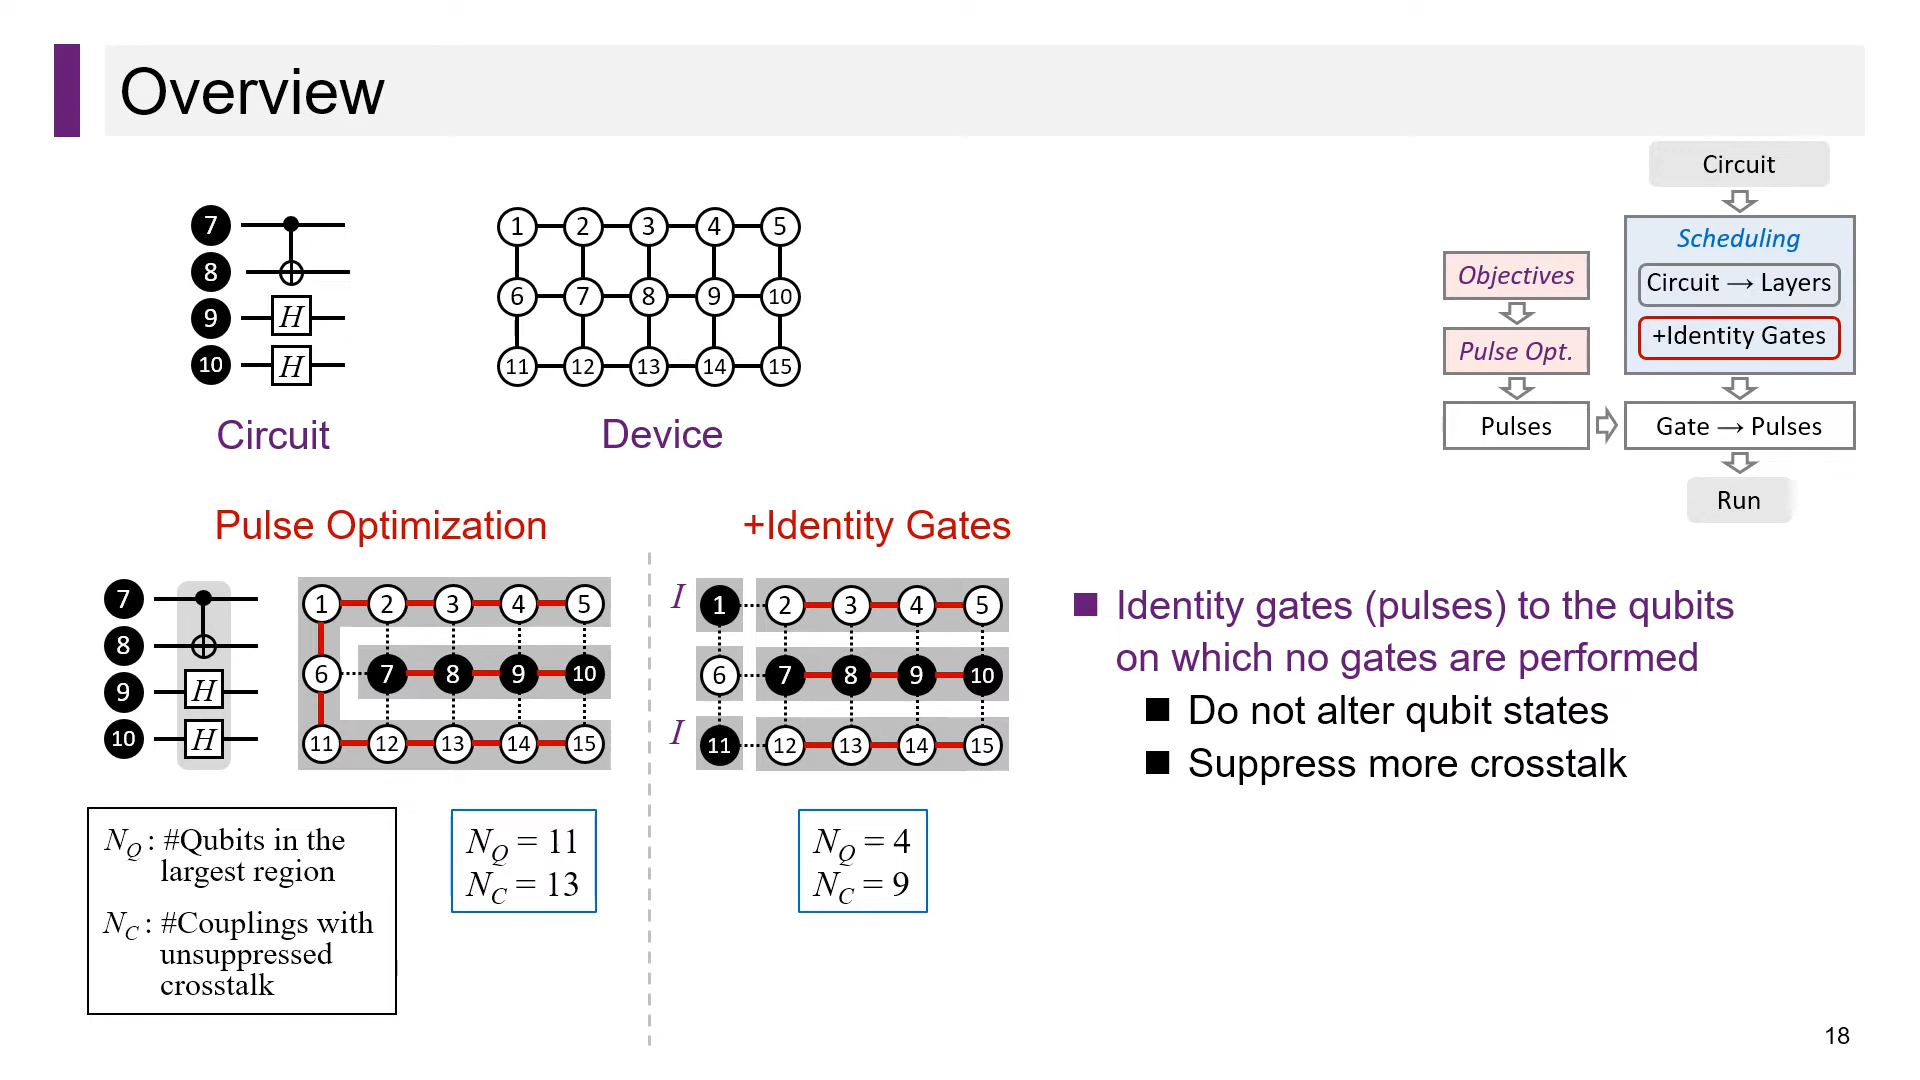 Overview
Circuit
Scheduling
Circuit → Layers
+Identity Gates
Objectives
Pulse Opt.
Pulses
Gate → Pulses
Run
7
8
9 H
10 H
Circuit
1 2 3 4 5
6 7 8 9 10
11 12 13 14 15
Device
Pulse Optimization
7
8
9 H
10 H
1 2 3 4 5
6 7 8 9 10
11 12 13 14 15
N_Q : #Qubits in the
largest region
N_C : #Couplings with
unsuppressed
crosstalk
N_Q = 11
N_C = 13
+Identity Gates
I 1 2 3 4 5
6 7 8 9 10
I 11 12 13 14 15
N_Q = 4
N_C = 9
Identity gates (pulses) to the qubits
on which no gates are performed
Do not alter qubit states
Suppress more crosstalk
18